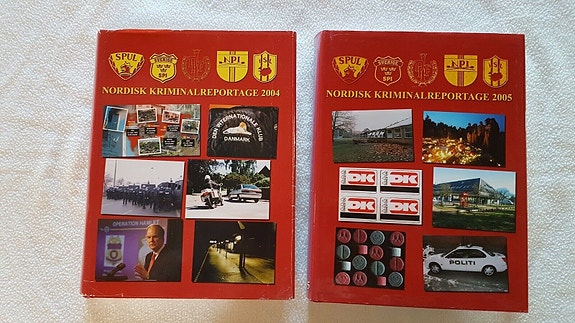 SPUL
SVERIGE
SPI
NPI
NORDISK KRIMINALREPORTAGE 2004
DEN INTERNATIONALE KLUB
DANMARK
OPERATION HAMLET
SPUL
SVERIGE
SPI
NPI
NORDISK KRIMINALREPORTAGE 2005
DK
DK
DK
DK
POLITI